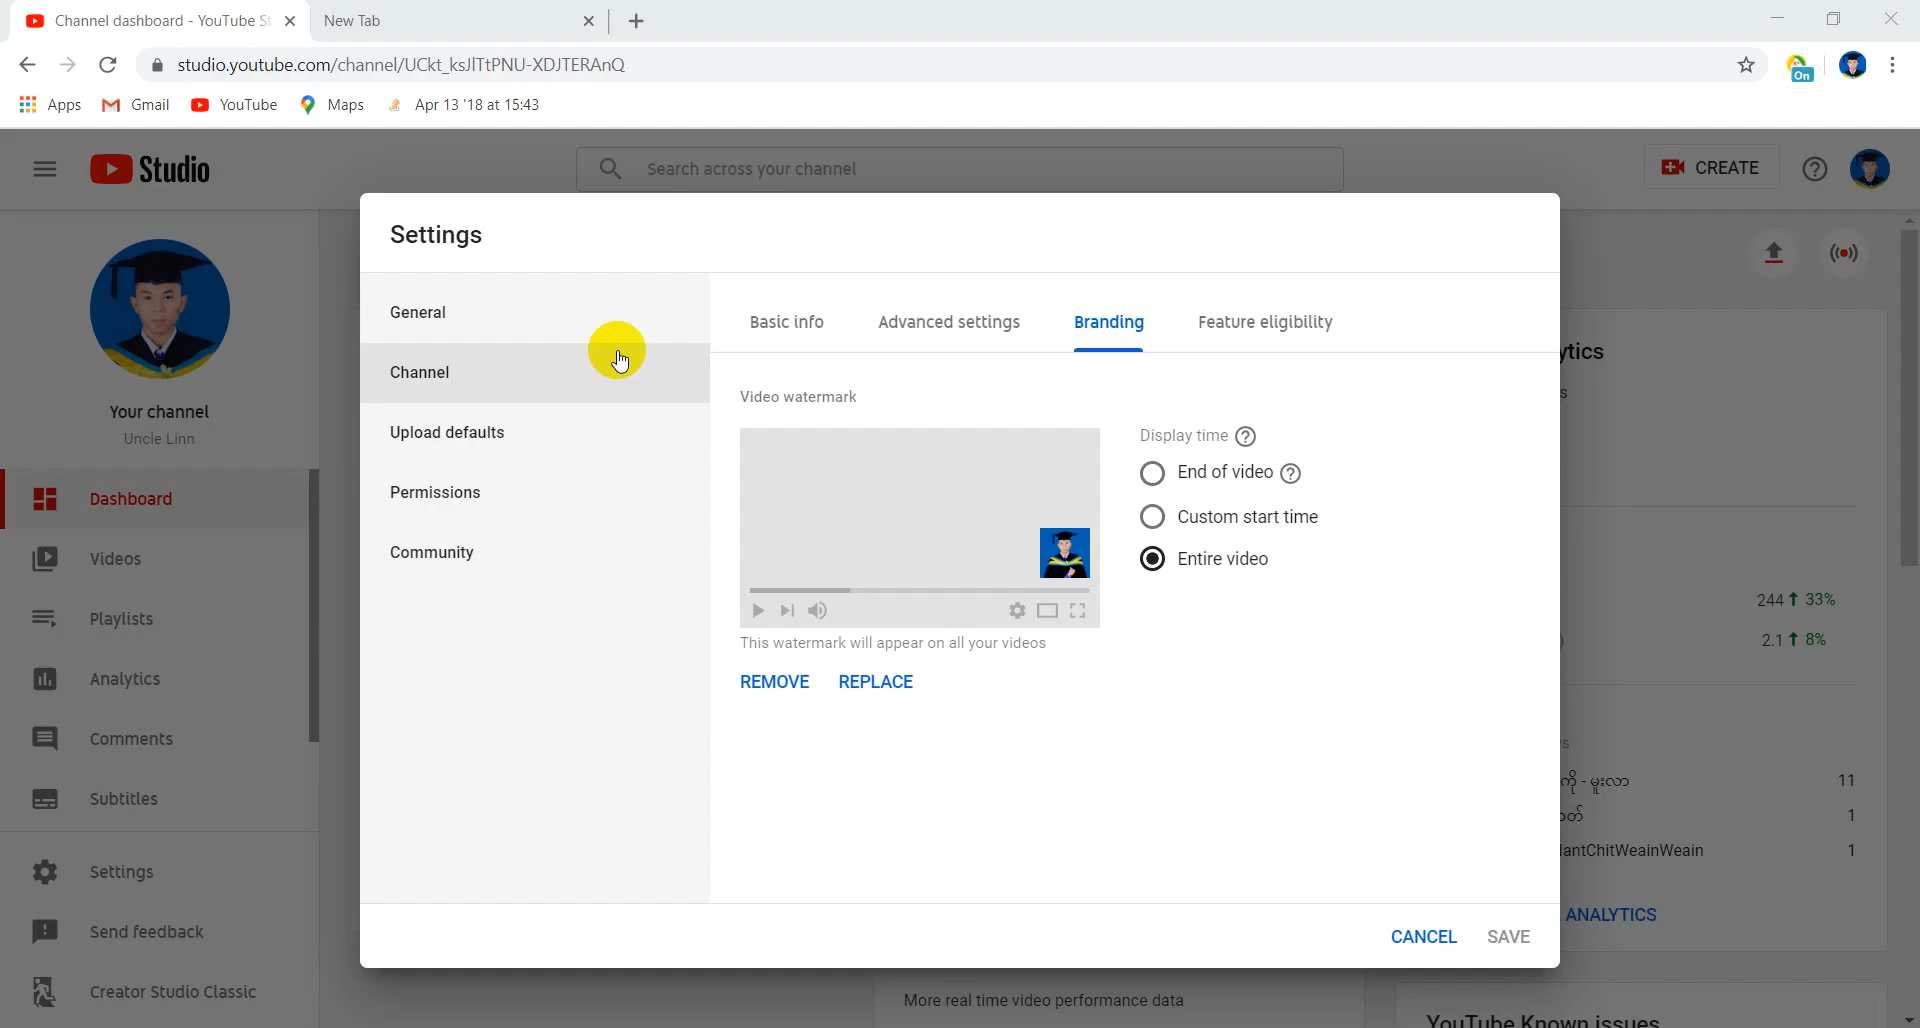 Channel dashboard - YouTube St
New Tab
studio.youtube.com/channel/UCkt_ksJlTtPNU-XDJTERAnQ
On
Apps
Gmail
YouTube
Maps
Apr 13 '18 at 15:43
Studio
Search across your channel
CREATE
Settings
Your channel
Uncle Linn
Dashboard
Videos
Playlists
Analytics
Comments
Subtitles
Settings
Send feedback
Creator Studio Classic
General
Channel
Upload defaults
Permissions
Community
Basic info
Advanced settings
Branding
Feature eligibility
Video watermark
Display time
End of video
Custom start time
Entire video
This watermark will appear on all your videos
REMOVE
REPLACE
CANCEL
SAVE
ytics
s
244 33%
2.1 8%
ကို - မူးလာ
11
1
lantChitWeainWeain
1
ANALYTICS
More real time video performance data
YouTube Known issues